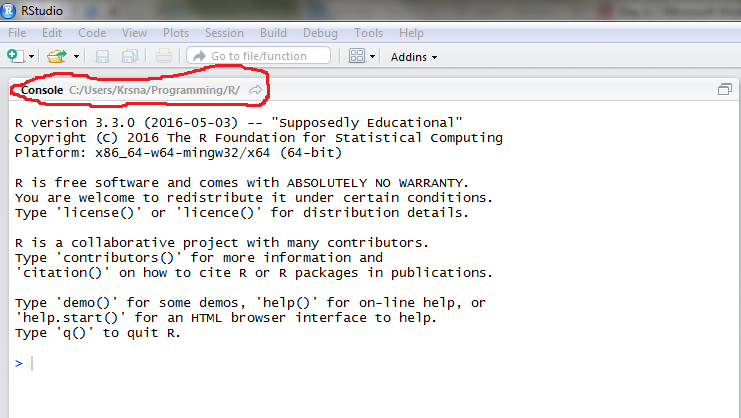 RStudio
File Edit Code View Plots Session Build Debug Tools Help
Go to file/function Addins
Console C:/Users/Krsna/Programming/R/
R version 3.3.0 (2016-05-03) -- "Supposedly Educational"
Copyright (C) 2016 The R Foundation for Statistical Computing
Platform: x86_64-w64-mingw32/x64 (64-bit)
R is free software and comes with ABSOLUTELY NO WARRANTY.
You are welcome to redistribute it under certain conditions.
Type 'license()' or 'licence()' for distribution details.
R is a collaborative project with many contributors.
Type 'contributors()' for more information and
'citation()' on how to cite R or R packages in publications.
Type 'demo()' for some demos, 'help()' for on-line help, or
'help.start()' for an HTML browser interface to help.
Type 'q()' to quit R.
>